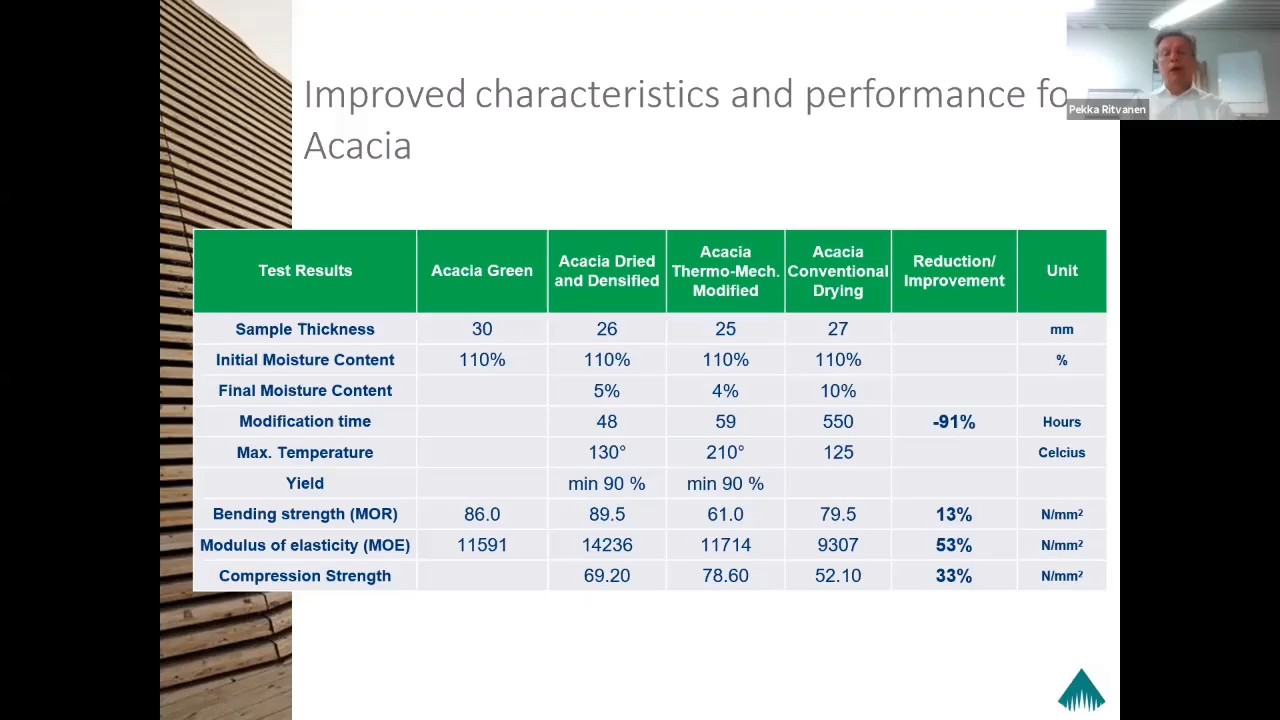 Improved characteristics and performance fo
Acacia
Pekka Ritvanen
Test Results Acacia Green Acacia Dried and Densified Acacia Thermo-Mech. Modified Acacia Conventional Drying Reduction/ Improvement Unit
Sample Thickness 30 26 25 27 mm
Initial Moisture Content 110% 110% 110% 110% %
Final Moisture Content 5% 4% 10%
Modification time 48 59 550 -91% Hours
Max. Temperature 130° 210° 125 Celcius
Yield min 90 % min 90 %
Bending strength (MOR) 86.0 89.5 61.0 79.5 13% N/mm²
Modulus of elasticity (MOE) 11591 14236 11714 9307 53% N/mm²
Compression Strength 69.20 78.60 52.10 33% N/mm²